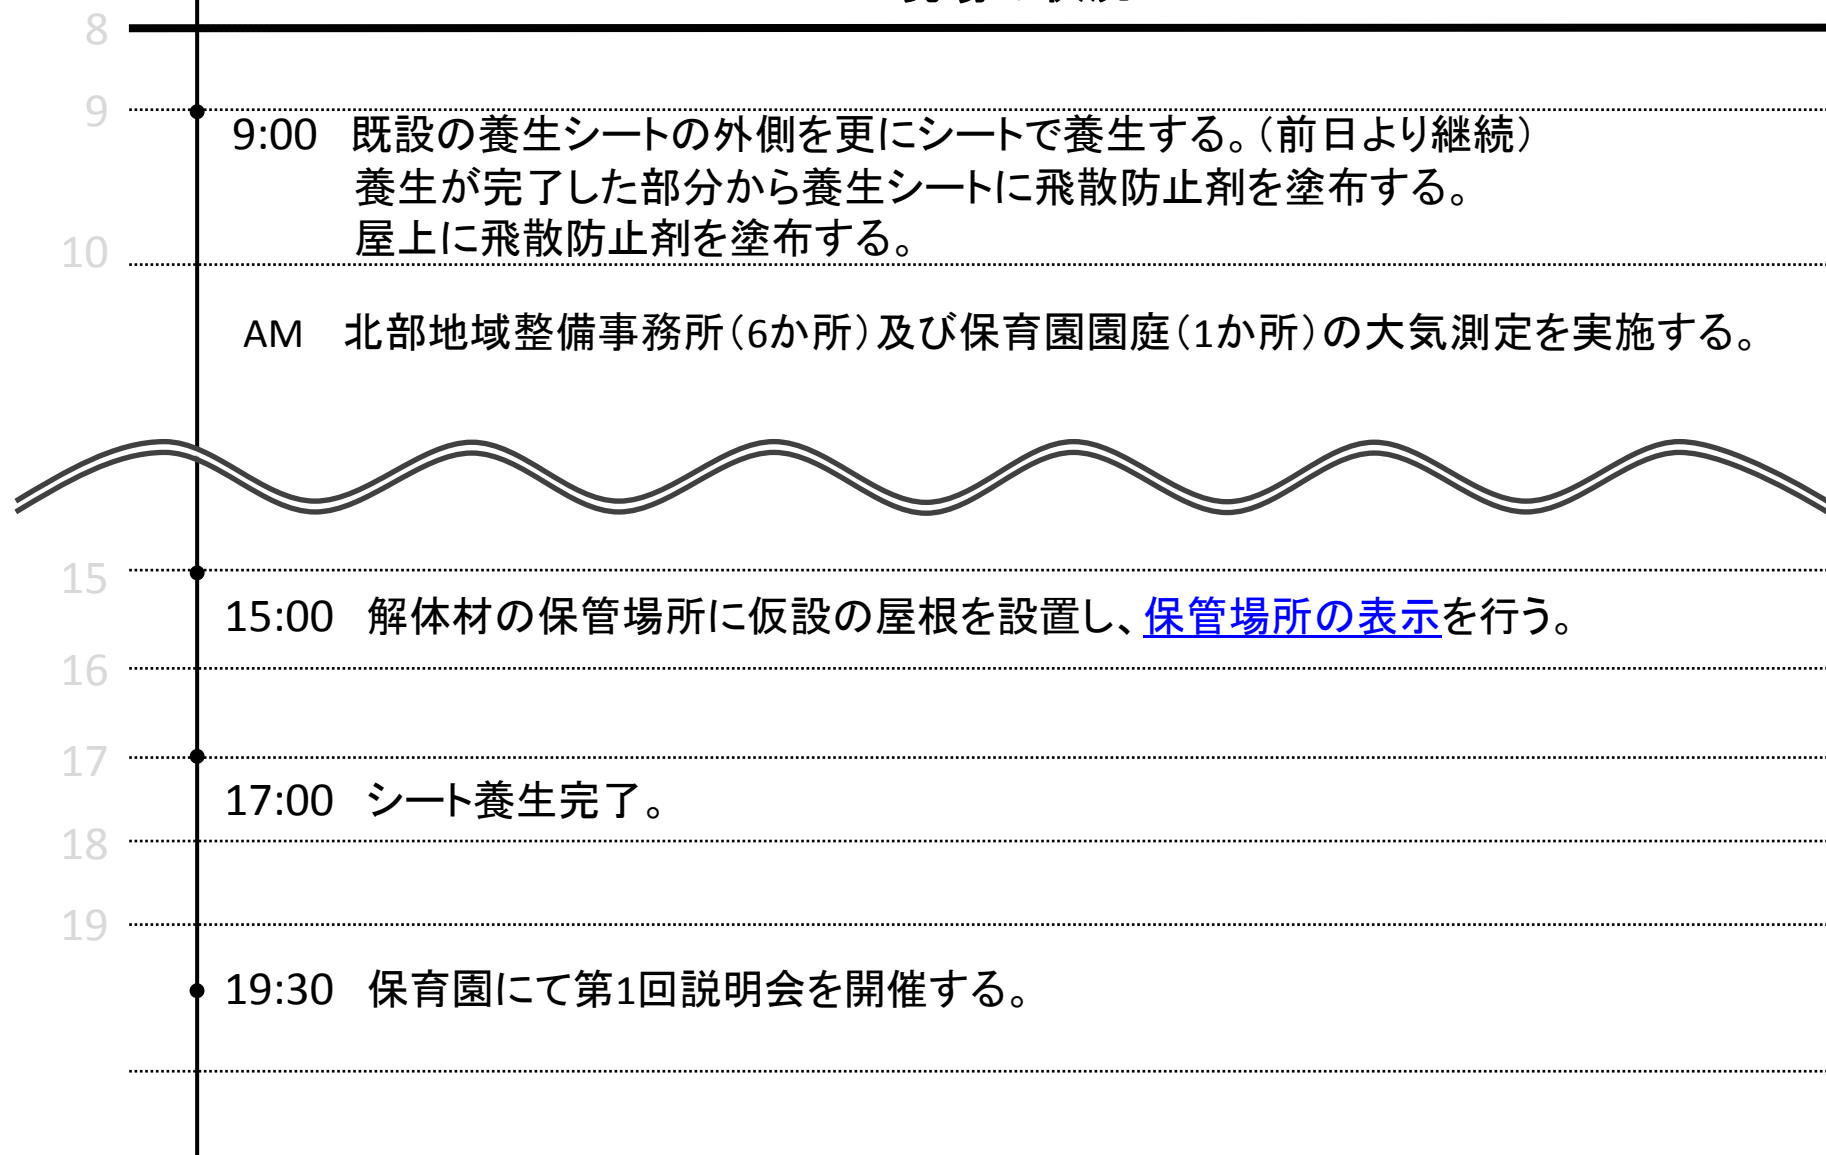 8
9
9:00 既設の養生シートの外側を更にシートで養生する。（前日より継続）
養生が完了した部分から養生シートに飛散防止剤を塗布する。
屋上に飛散防止剤を塗布する。
10
AM 北部地域整備事務所（6か所）及び保育園園庭（1か所）の大気測定を実施する。
15
15:00 解体材の保管場所に仮設の屋根を設置し、保管場所の表示を行う。
16
17
17:00 シート養生完了。
18
19
19:30 保育園にて第1回説明会を開催する。